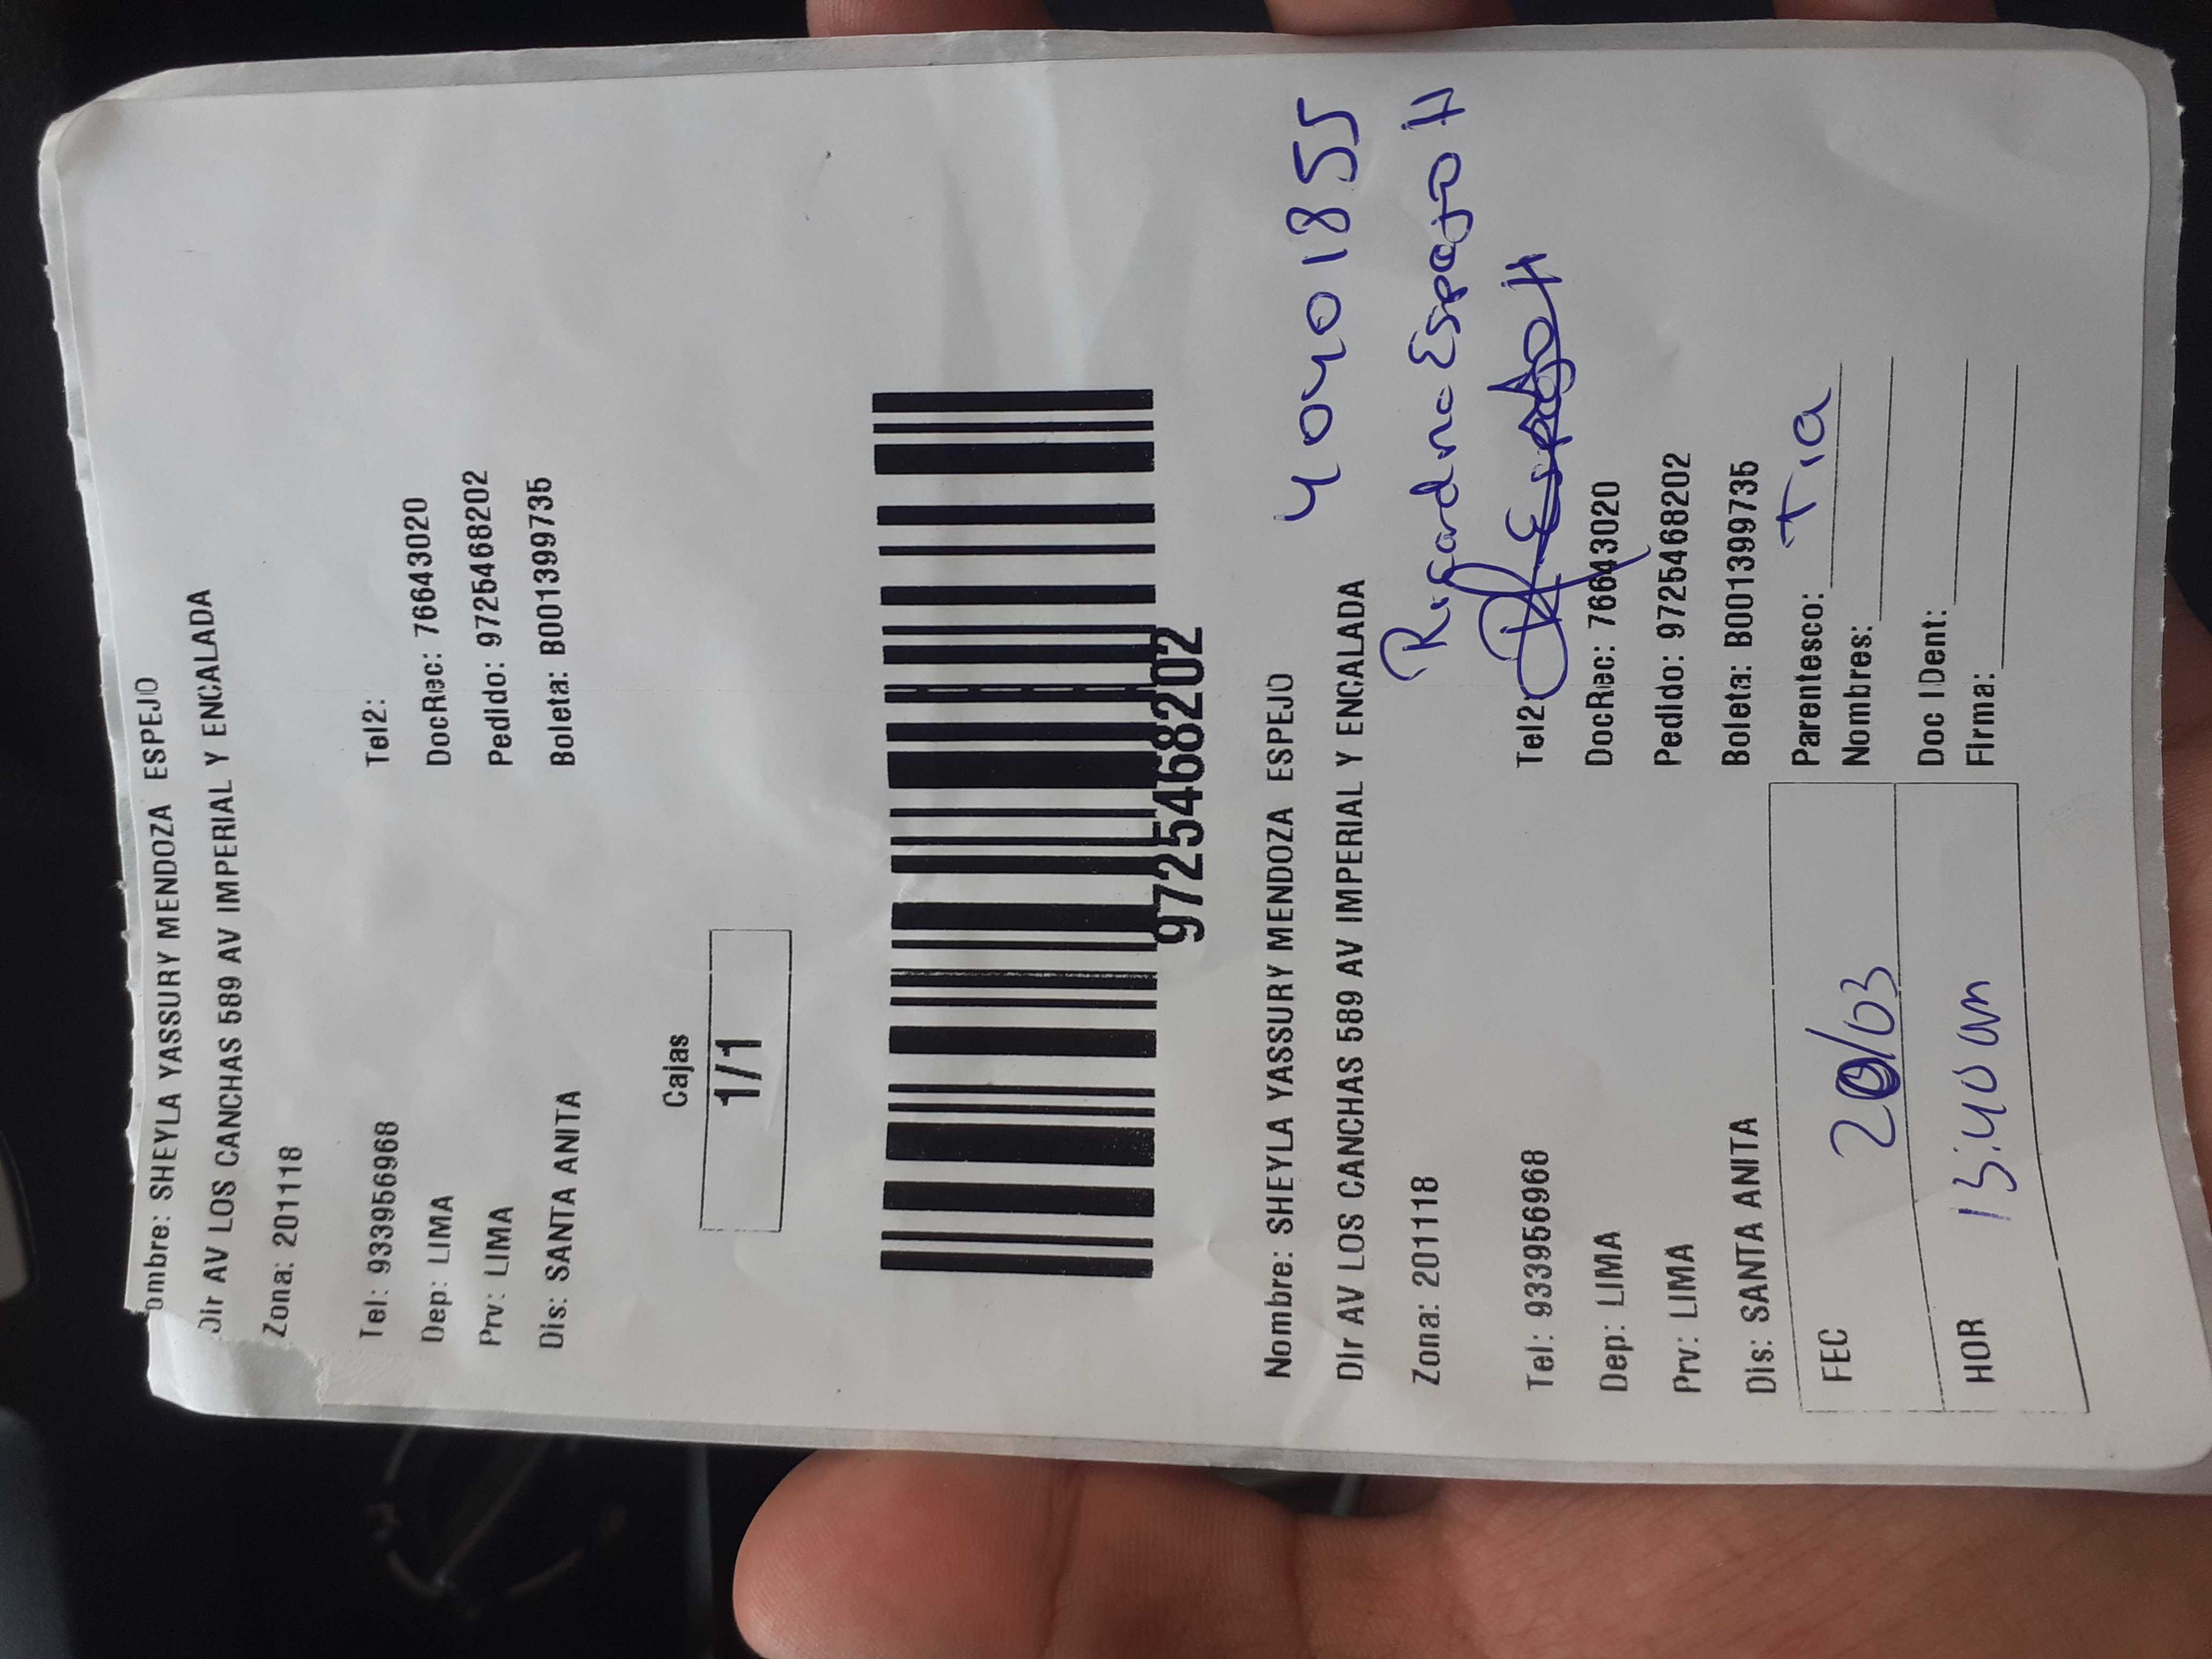 ombre: SHEYLA YASSURY MENDOZA ESPEJO
Dir AV LOS CANCHAS 589 AV IMPERIAL Y ENCALADA
Zona: 201118
Tel: 933956968 Tel2:
Dep: LIMA DocRec: 76643020
Prv: LIMA Pedido: 9725468202
Dis: SANTA ANITA Boleta: B001399735
Cajas
1/1
9725468202
40401855
Nombre: SHEYLA YASSURY MENDOZA ESPEJO
Dir AV LOS CANCHAS 589 AV IMPERIAL Y ENCALADA
Espejo H
Zona: 201118
Tel: 933956968 Tel2:
Dep: LIMA DocRec: 76643020
Prv: LIMA Pedido: 9725468202
Dis: SANTA ANITA Boleta: B001399735
FEC 20/03 Parentesco: Tia
Nombres:
HOR 13:40 am Doc IDent:
Firma: